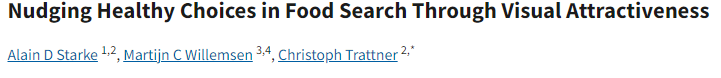 Nudging Healthy Choices in Food Search Through Visual Attractiveness
Alain D Starke 1,2, Martijn C Willemsen 3,4, Christoph Trattner 2,*